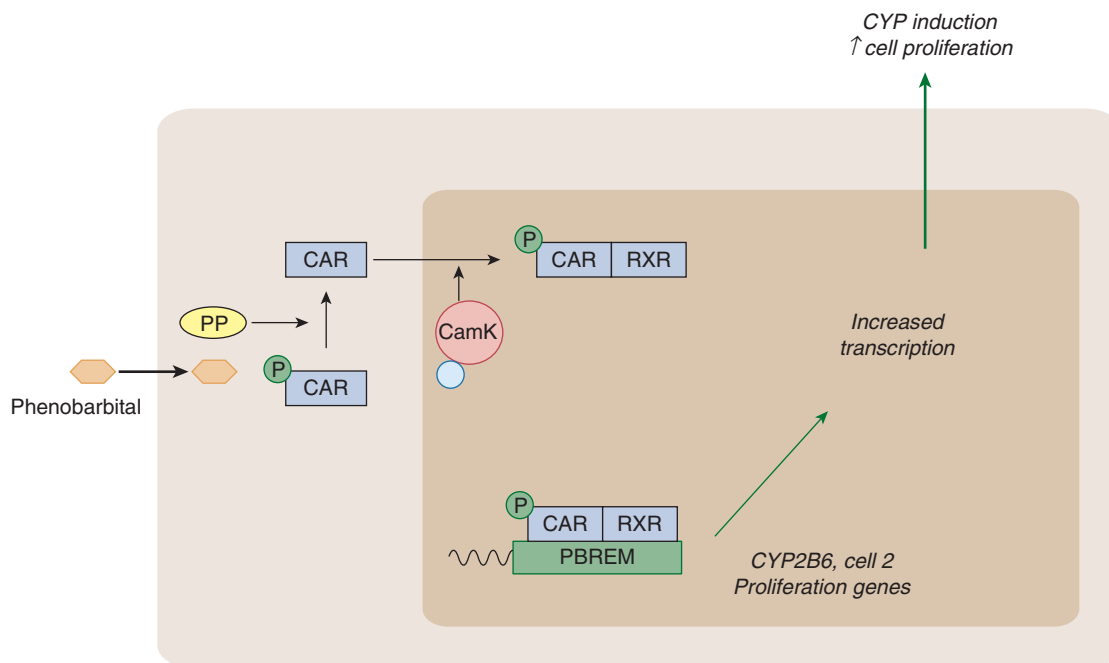 CYP induction
↑ cell proliferation
P
CAR
CAR RXR
PP
CamK
P
CAR
Phenobarbital
Increased
transcription
P
CAR RXR
PBREM
CYP2B6, cell 2
Proliferation genes